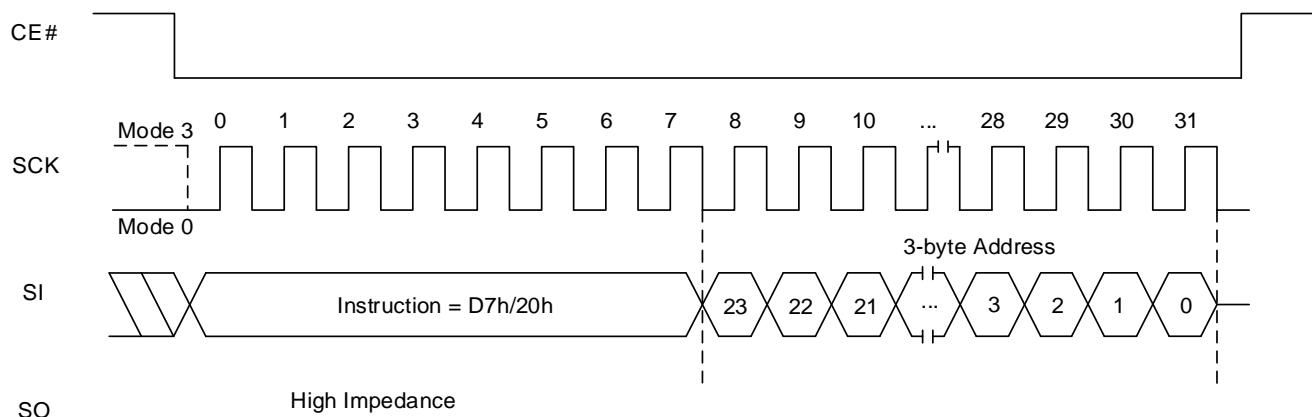 CE#
0 1 2 3 4 5 6 7 8 9 10 ... 28 29 30 31
Mode 3
SCK
Mode 0
3-byte Address
SI
Instruction = D7h/20h 23 22 21 ... 3 2 1 0
High Impedance
SO